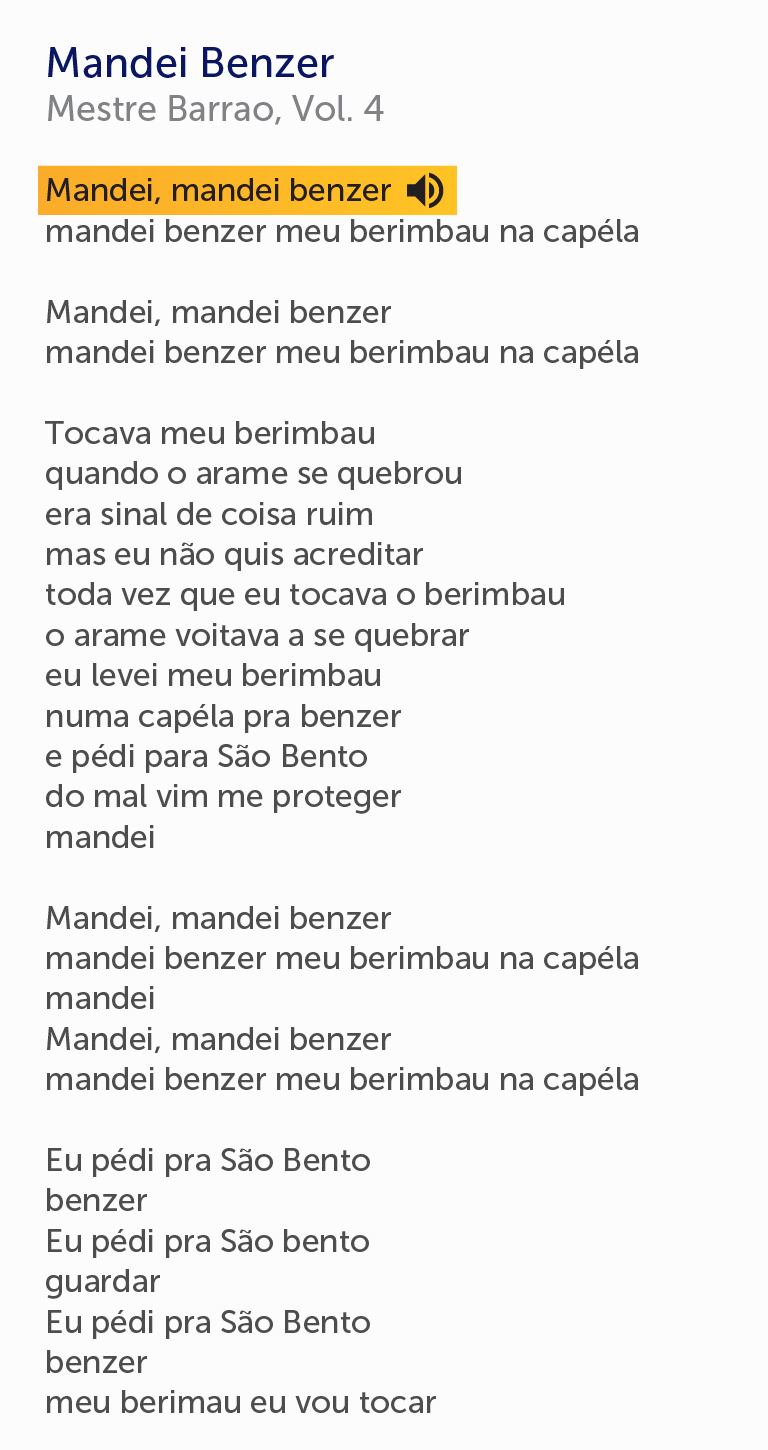 Mandei Benzer
Mestre Barrao, Vol. 4
Mandei, mandei benzer
mandei benzer meu berimbau na capéla
Mandei, mandei benzer
mandei benzer meu berimbau na capéla
Tocava meu berimbau
quando o arame se quebrou
era sinal de coisa ruim
mas eu não quis acreditar
toda vez que eu tocava o berimbau
o arame voitava a se quebrar
eu levei meu berimbau
numa capéla pra benzer
e pédi para São Bento
do mal vim me proteger
mandei
Mandei, mandei benzer
mandei benzer meu berimbau na capéla
mandei
Mandei, mandei benzer
mandei benzer meu berimbau na capéla
Eu pédi pra São Bento
benzer
Eu pédi pra São bento
guardar
Eu pédi pra São Bento
benzer
meu berimau eu vou tocar